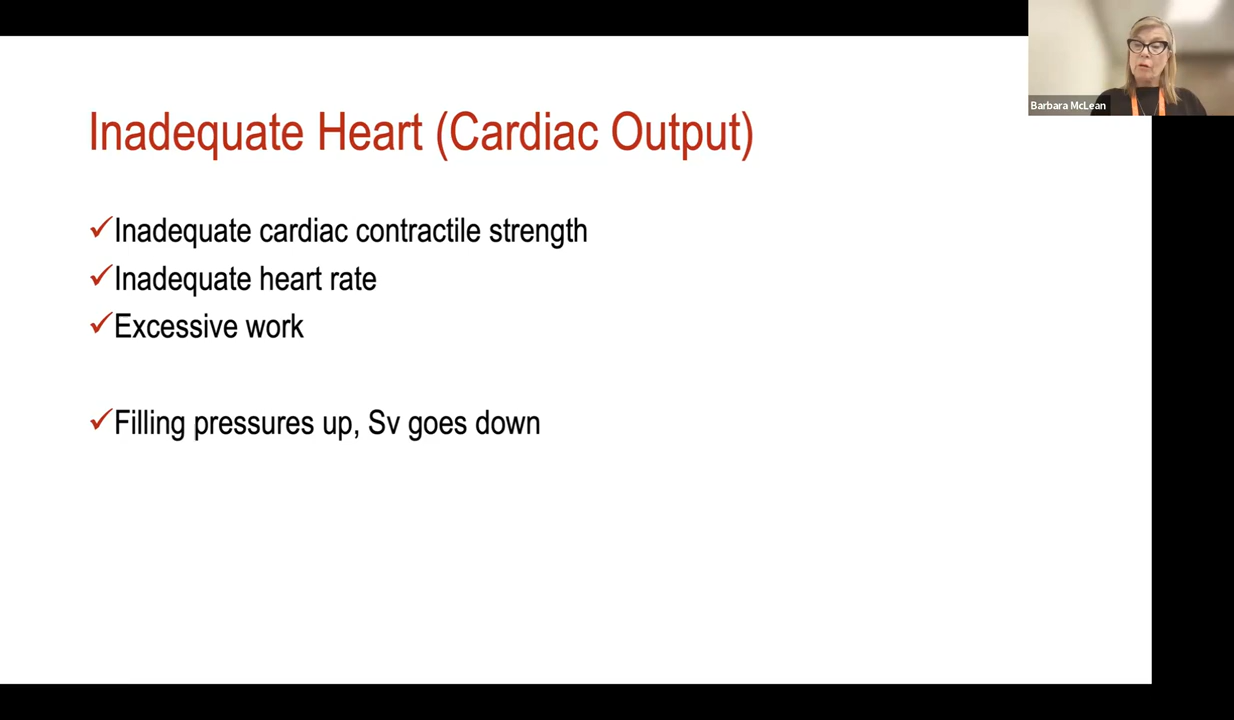 Barbara McLean
Inadequate Heart (Cardiac Output)
✓Inadequate cardiac contractile strength
✓Inadequate heart rate
✓Excessive work
✓Filling pressures up, Sv goes down